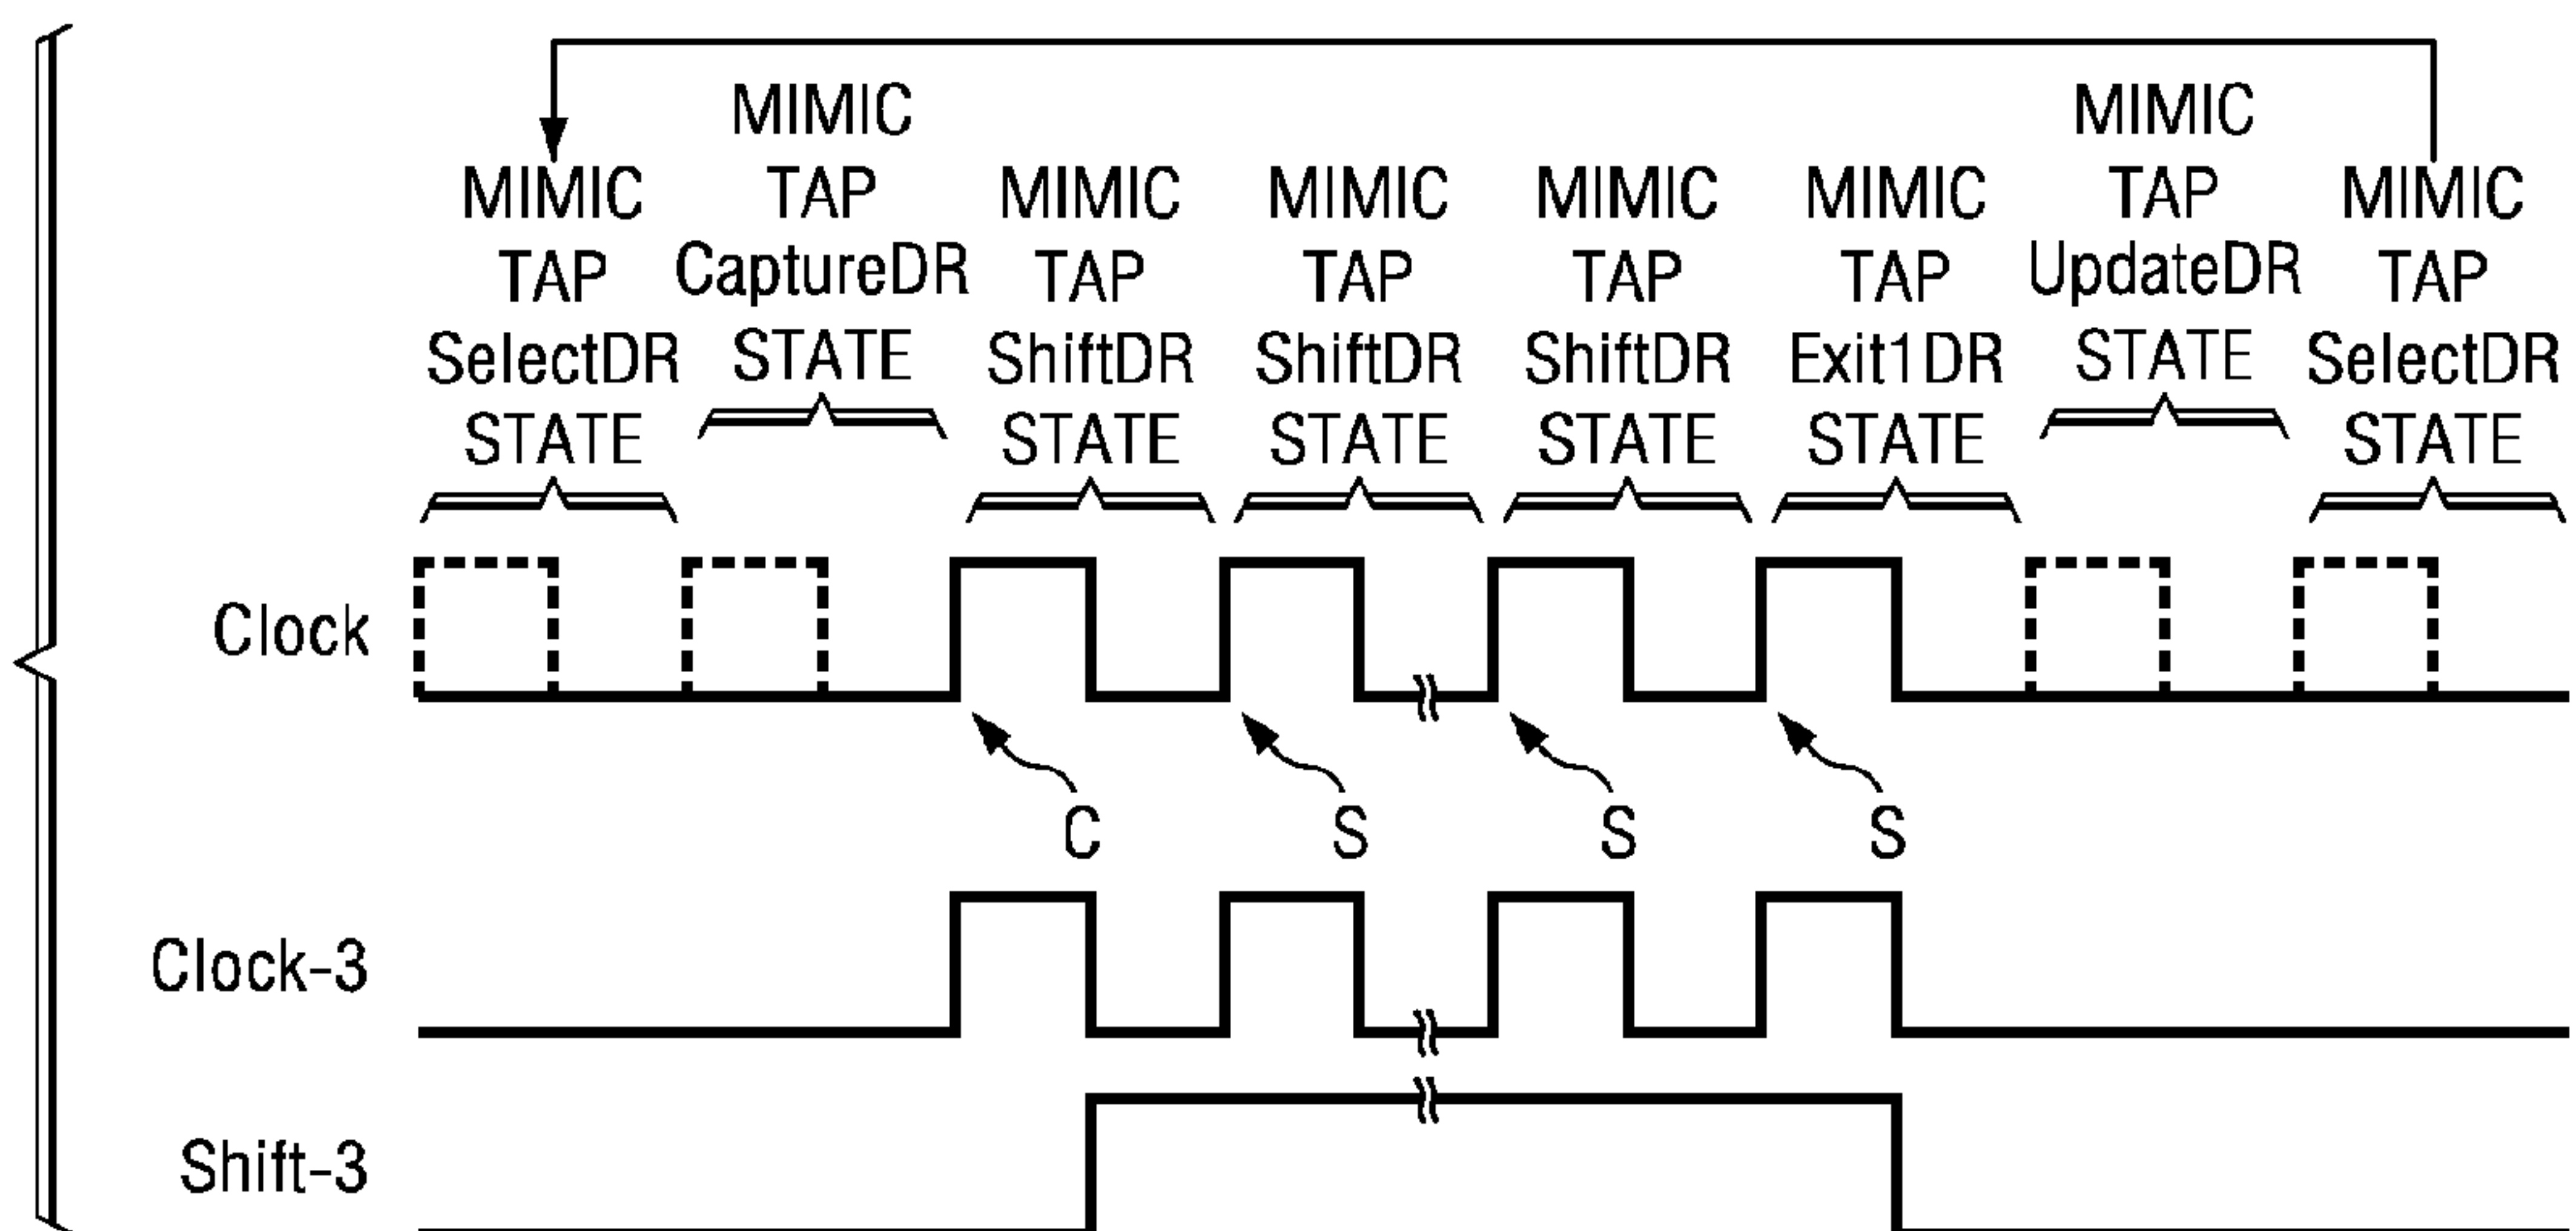 MIMIC
TAP
SelectDR
STATE
MIMIC
TAP
CaptureDR
STATE
MIMIC
TAP
ShiftDR
STATE
MIMIC
TAP
ShiftDR
STATE
MIMIC
TAP
ShiftDR
STATE
MIMIC
TAP
Exit1DR
STATE
MIMIC
TAP
UpdateDR
STATE
MIMIC
TAP
SelectDR
STATE
Clock
C
S
S
S
Clock-3
Shift-3